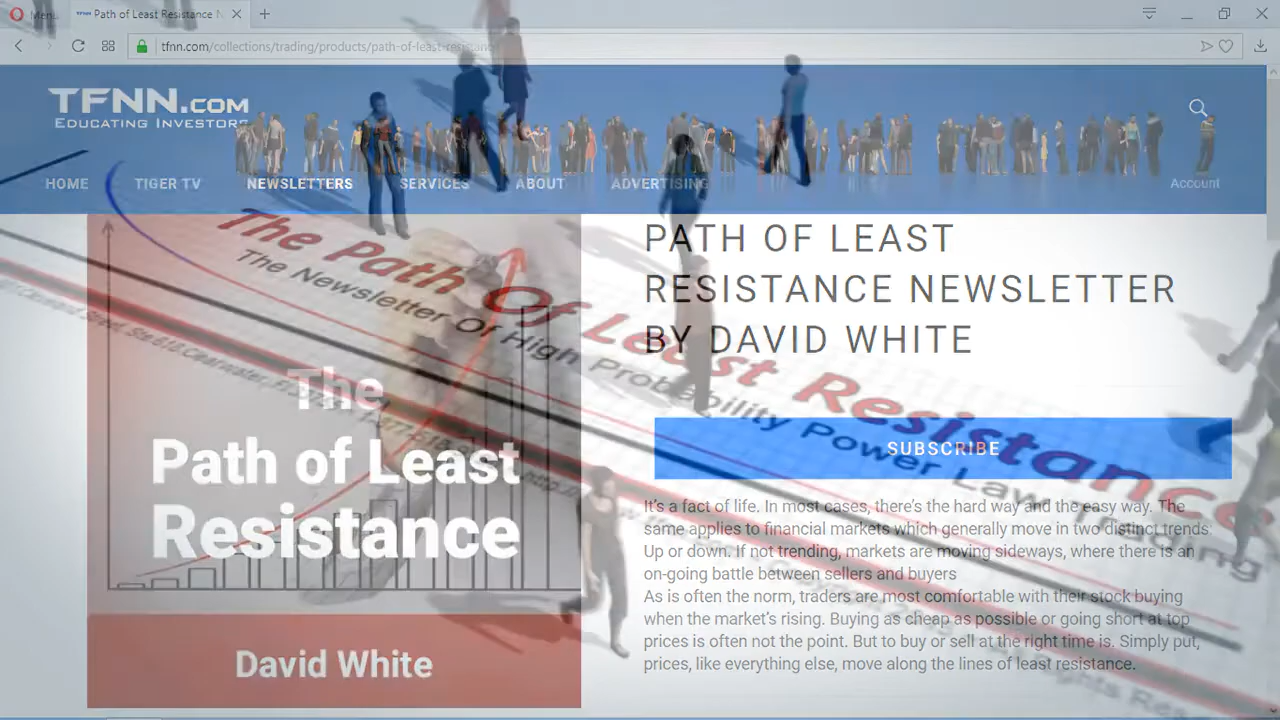 Menu
Path of Least Resistance N
tfnn.com/collections/trading/products/path-of-least-resistance
TFNN.COM
EDUCATING INVESTORS
HOME
TIGER TV
NEWSLETTERS
SERVICES
ABOUT
ADVERTISING
Account
The Path Of Least Resistance
The Newsletter Of High Probability Power Law
The
Path of Least
Resistance
David White
PATH OF LEAST
RESISTANCE NEWSLETTER
BY DAVID WHITE
SUBSCRIBE
It's a fact of life. In most cases, there's the hard way and the easy way. The
same applies to financial markets which generally move in two distinct trends.
Up or down. If not trending, markets are moving sideways, where there is an
on-going battle between sellers and buyers
As is often the norm, traders are most comfortable with their stock buying
when the market's rising. Buying as cheap as possible or going short at top
prices is often not the point. But to buy or sell at the right time is. Simply put,
prices, like everything else, move along the lines of least resistance.